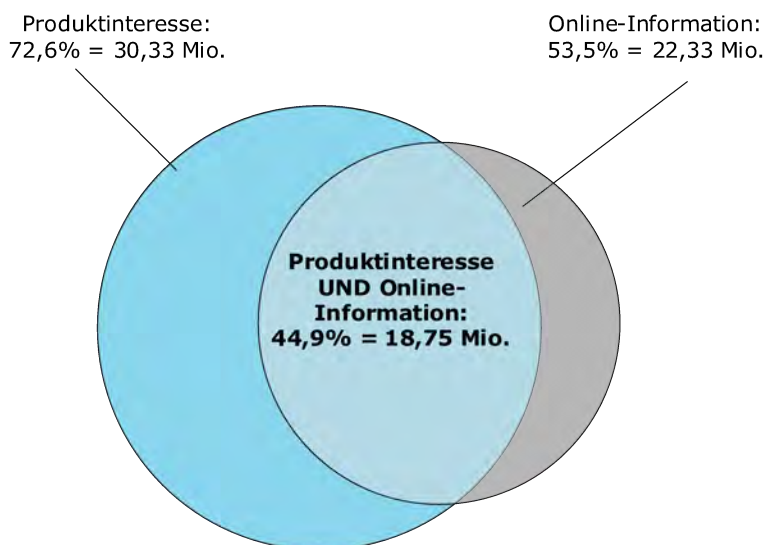 Produktinteresse:
72,6% = 30,33 Mio.
Online-Information:
53,5% = 22,33 Mio.
Produktinteresse
UND Online-
Information:
44,9% = 18,75 Mio.